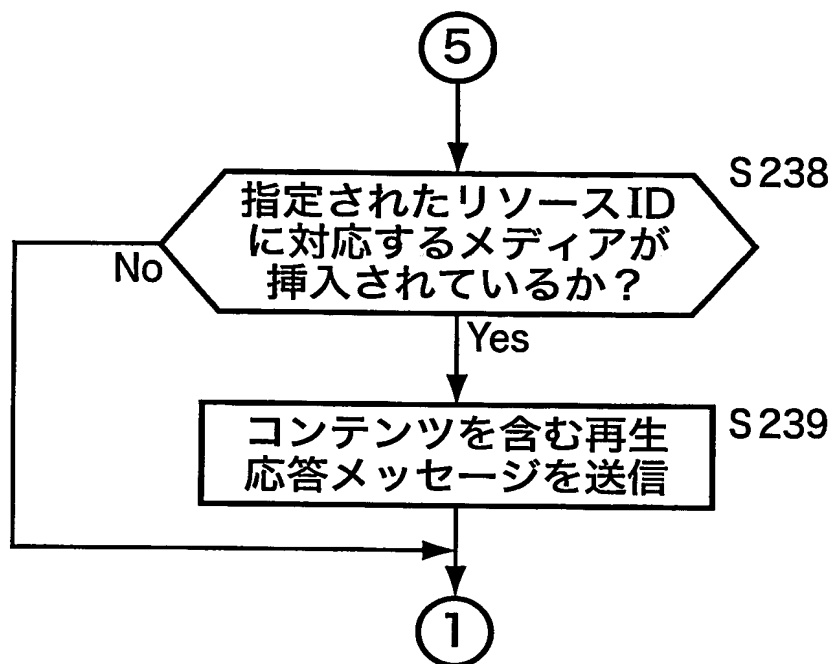 5
S238
指定されたリソースID
に対応するメディアが
挿入されているか？
No
Yes
S239
コンテンツを含む再生
応答メッセージを送信
1